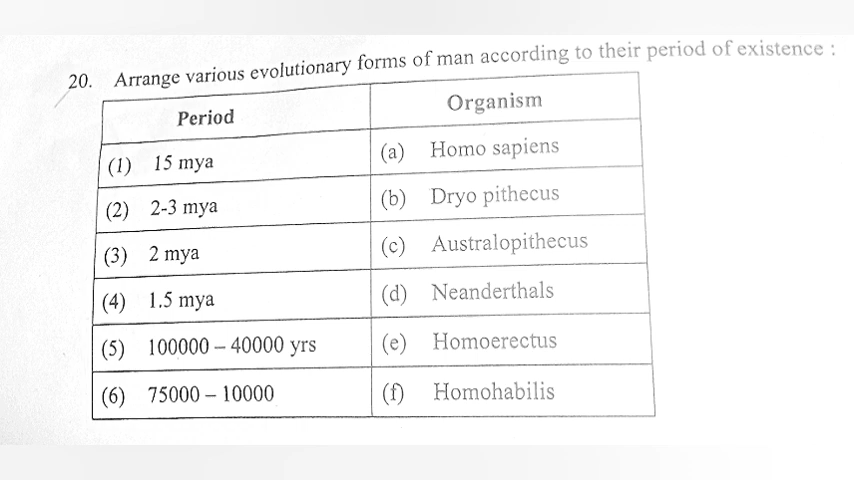 20. Arrange various evolutionary forms of man according to their period of existence :
Period Organism
(1) 15 mya (a) Homo sapiens
(2) 2-3 mya (b) Dryo pithecus
(3) 2 mya (c) Australopithecus
(4) 1.5 mya (d) Neanderthals
(5) 100000 – 40000 yrs (e) Homoerectus
(6) 75000 – 10000 (f) Homohabilis